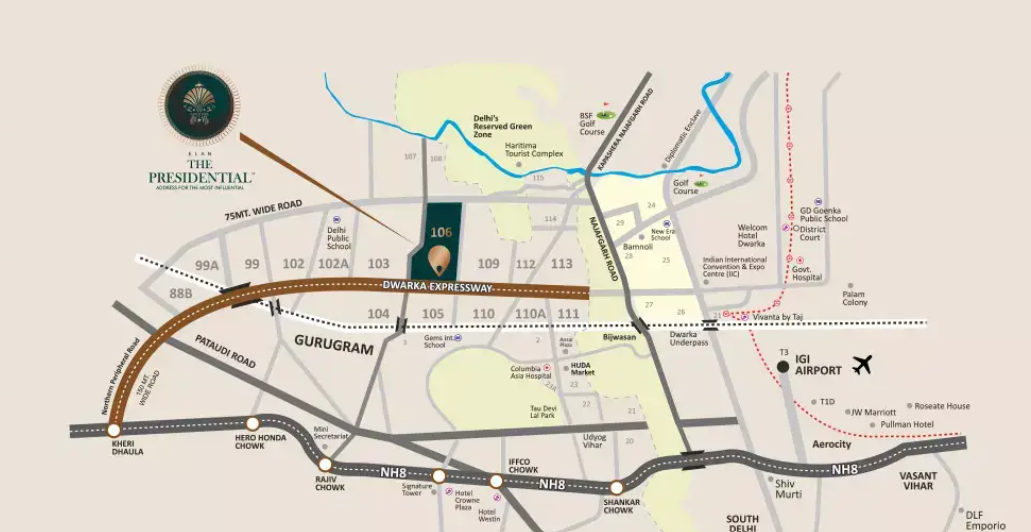 ELAN
THE
PRESIDENTIAL
ADDRESS FOR THE MOST INFLUENTIAL
Delhi's
Reserved Green
Zone
Haritima
Tourist Complex
BSF
Golf
Course
KAPASHERA NAJAFGARH ROAD
Diplomatic Enclave
Golf
Course
107
108
115
114
75MT. WIDE ROAD
Delhi
Public
School
106
NAJAFGARH ROAD
24
29
New Era
School
Bamnoli
28
25
Welcom
Hotel
Dwarka
GD Goenka
Public School
District
Court
Indian International
Convention & Expo
Centre (IIC)
Govt.
Hospital
Palam
Colony
99A
99
102
102A
103
109
112
113
88B
DWARKA EXPRESSWAY
104
105
110
110A
111
27
26
21
Vivanta by Taj
GURUGRAM
3
Gems Int.
School
2
Bijwasan
Dwarka
Underpass
PATAUDI ROAD
Northern Peripheral Road
150 MT.
WIDE ROAD
Columbia
Asia Hospital
HUDA
Market
23A
23
22
21
20
Tau Devi
Lal Park
Udyog
Vihar
T3
IGI
AIRPORT
T1D
JW Marriott
Roseate House
Pullman Hotel
Aerocity
KHERI
DHAULA
HERO HONDA
CHOWK
Mini
Secretariat
RAJIV
CHOWK
NH8
Signature
Tower
Hotel
Crowne
Plaza
IFFCO
CHOWK
Hotel
Westin
NH8
SHANKAR
CHOWK
NH8
Shiv
Murti
VASANT
VIHAR
SOUTH
DELHI
DLF
Emporio